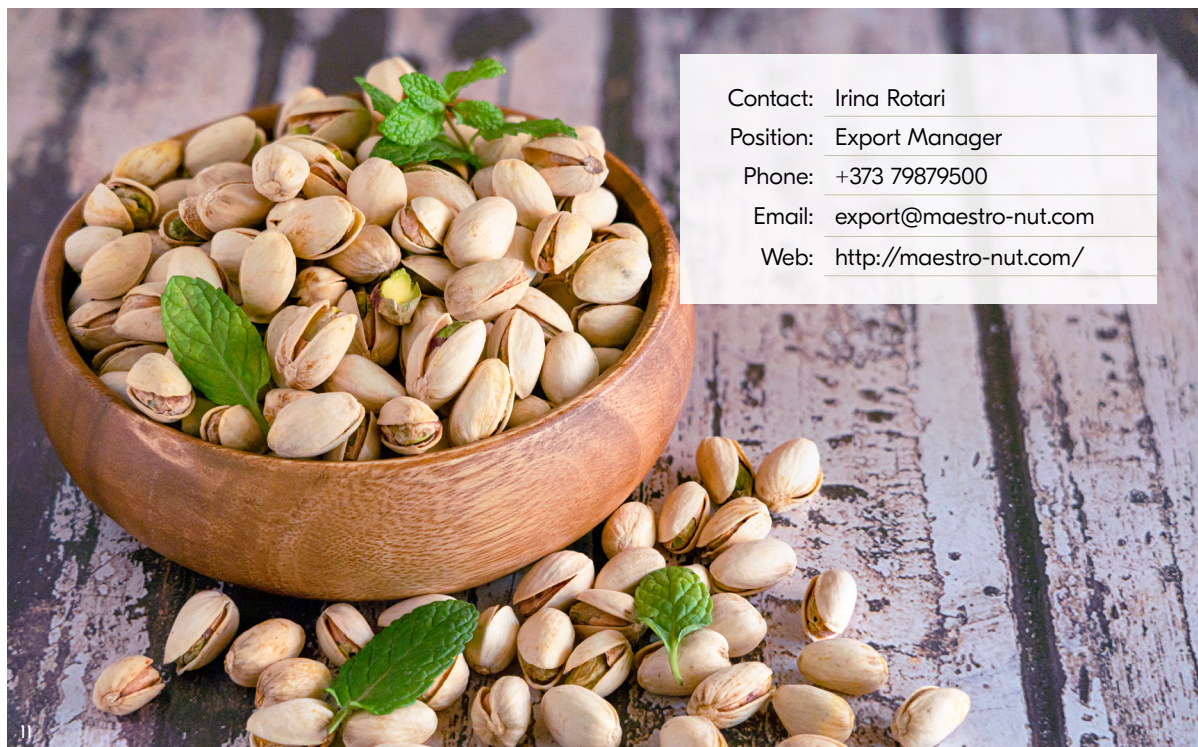 Contact: Irina Rotari
Position: Export Manager
Phone: +373 79879500
Email: export@maestro-nut.com
Web: http://maestro-nut.com/
11